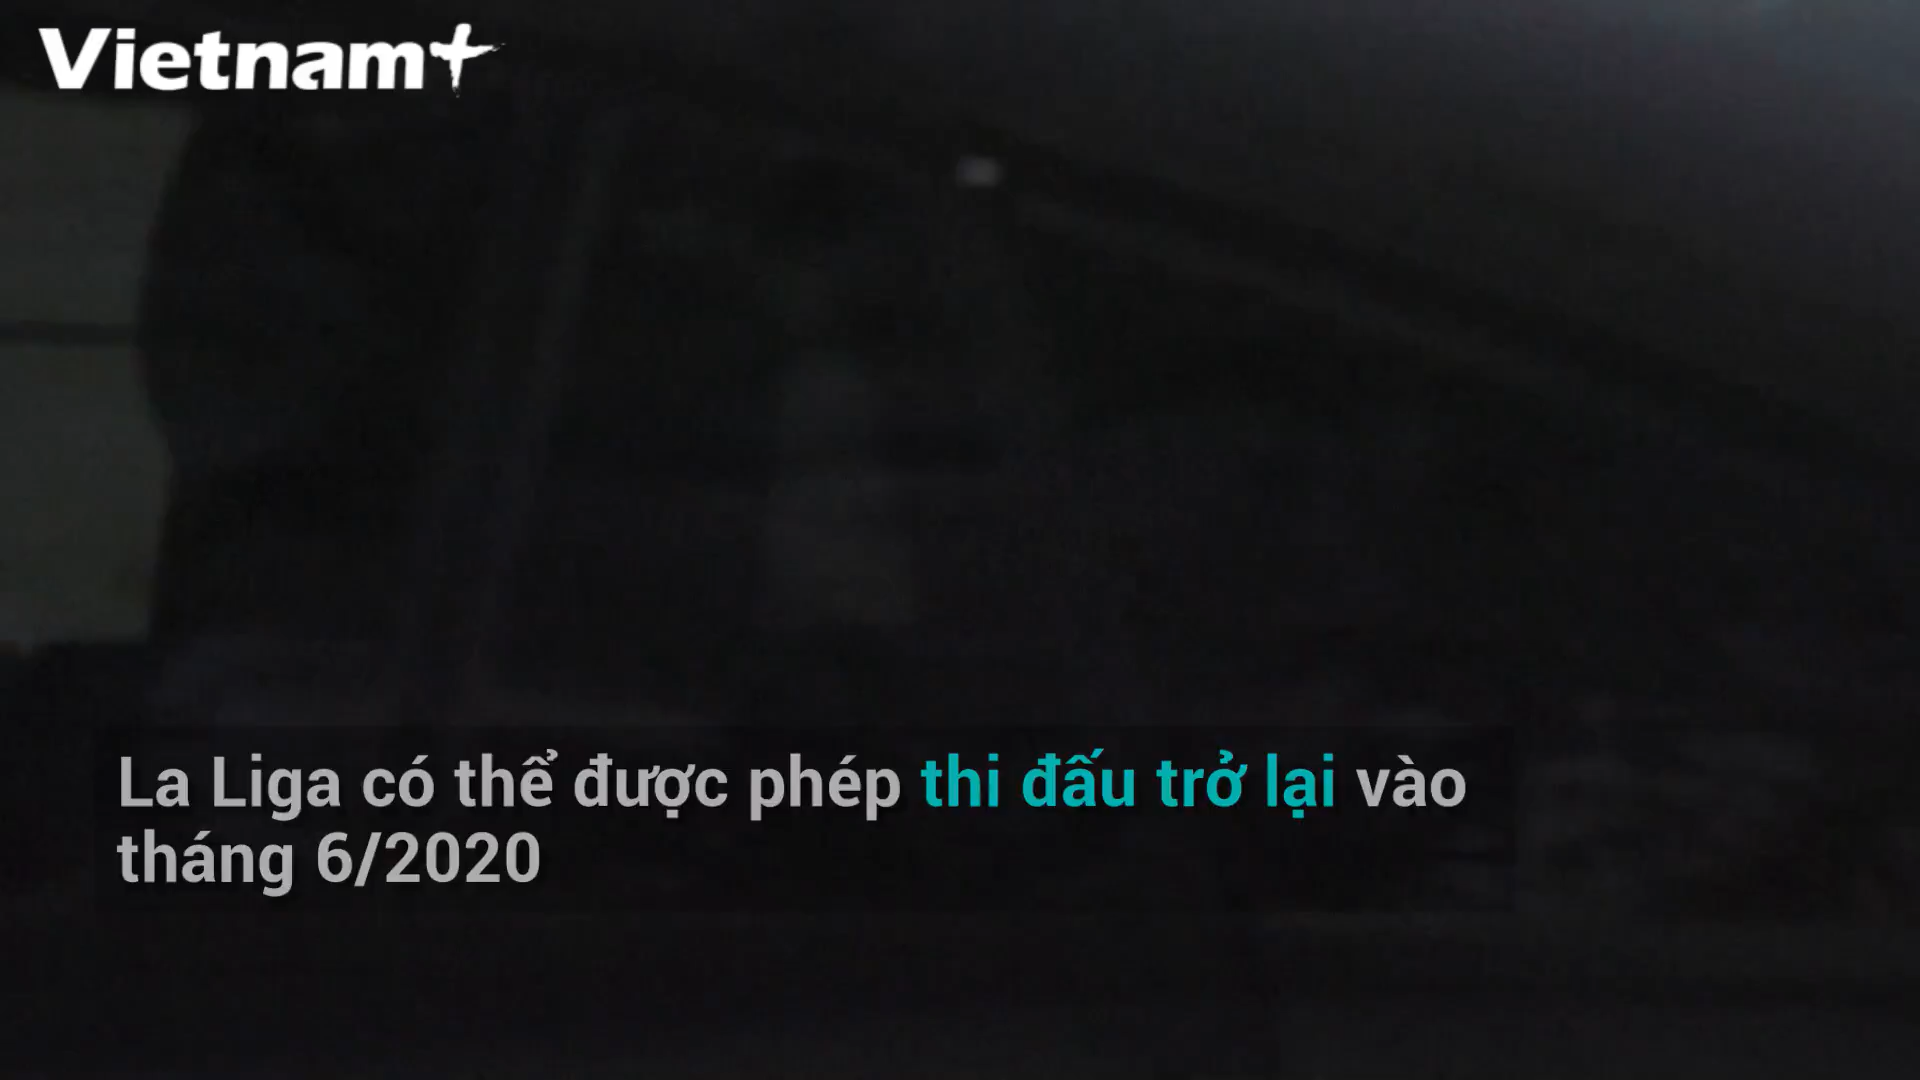 Vietnam+
La Liga có thể được phép thi đấu trở lại vào
tháng 6/2020